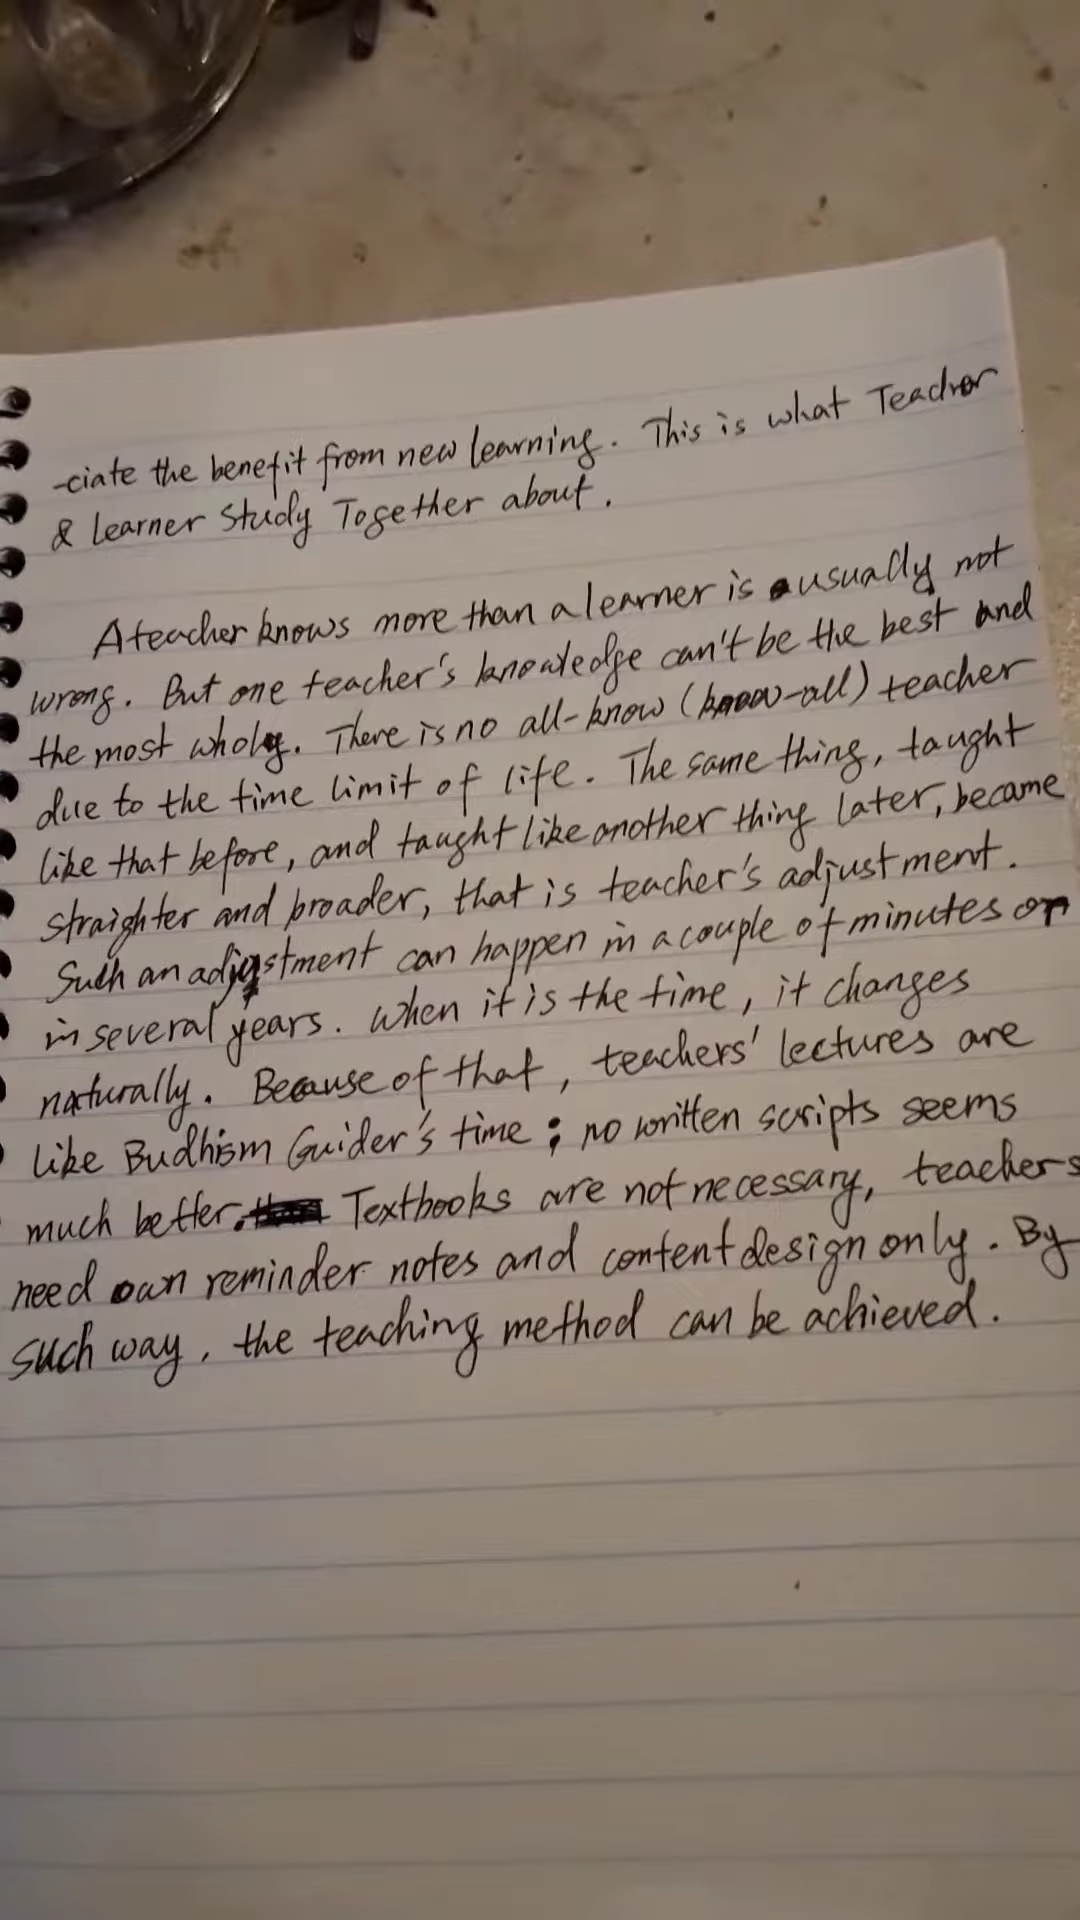 -ciate the benefit from new learning. This is what Teacher
& learner Study Together about.
A teacher knows more than a learner is usually not
wrong. But one teacher's knowledge can't be the best and
the most wholy. There is no all-know (know-all) teacher
due to the time limit of life. The same thing, taught
like that before, and taught like another thing later, became
straighter and broader, that is teacher's adjustment.
Such an adjustment can happen in a couple of minutes or
in several years. When it is the time, it changes
naturally. Because of that, teachers' lectures are
like Budhism Guider's time; no written scripts seems
much better. Textbooks are not necessary, teachers
need own reminder notes and content design only. By
such way, the teaching method can be achieved.